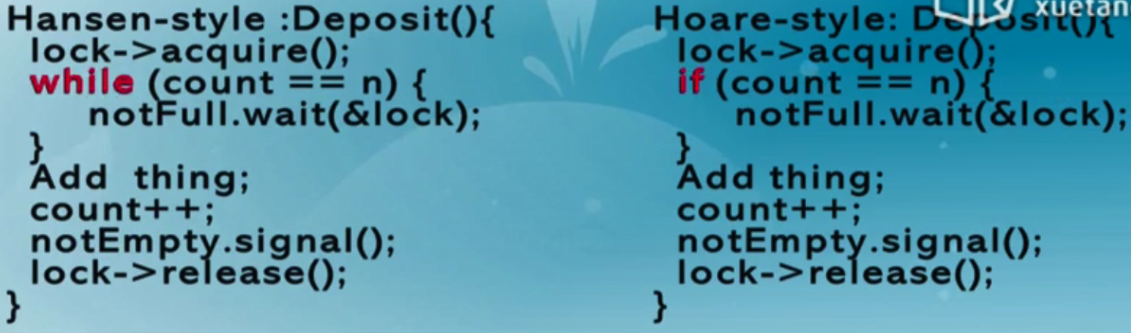 Hansen-style :Deposit(){
lock->acquire();
while (count == n) {
notFull.wait(&lock);
}
Add thing;
count++;
notEmpty.signal();
lock->release();
}
Hoare-style: Deposit(){
lock->acquire();
if (count == n) {
notFull.wait(&lock);
}
Add thing;
count++;
notEmpty.signal();
lock->release();
}